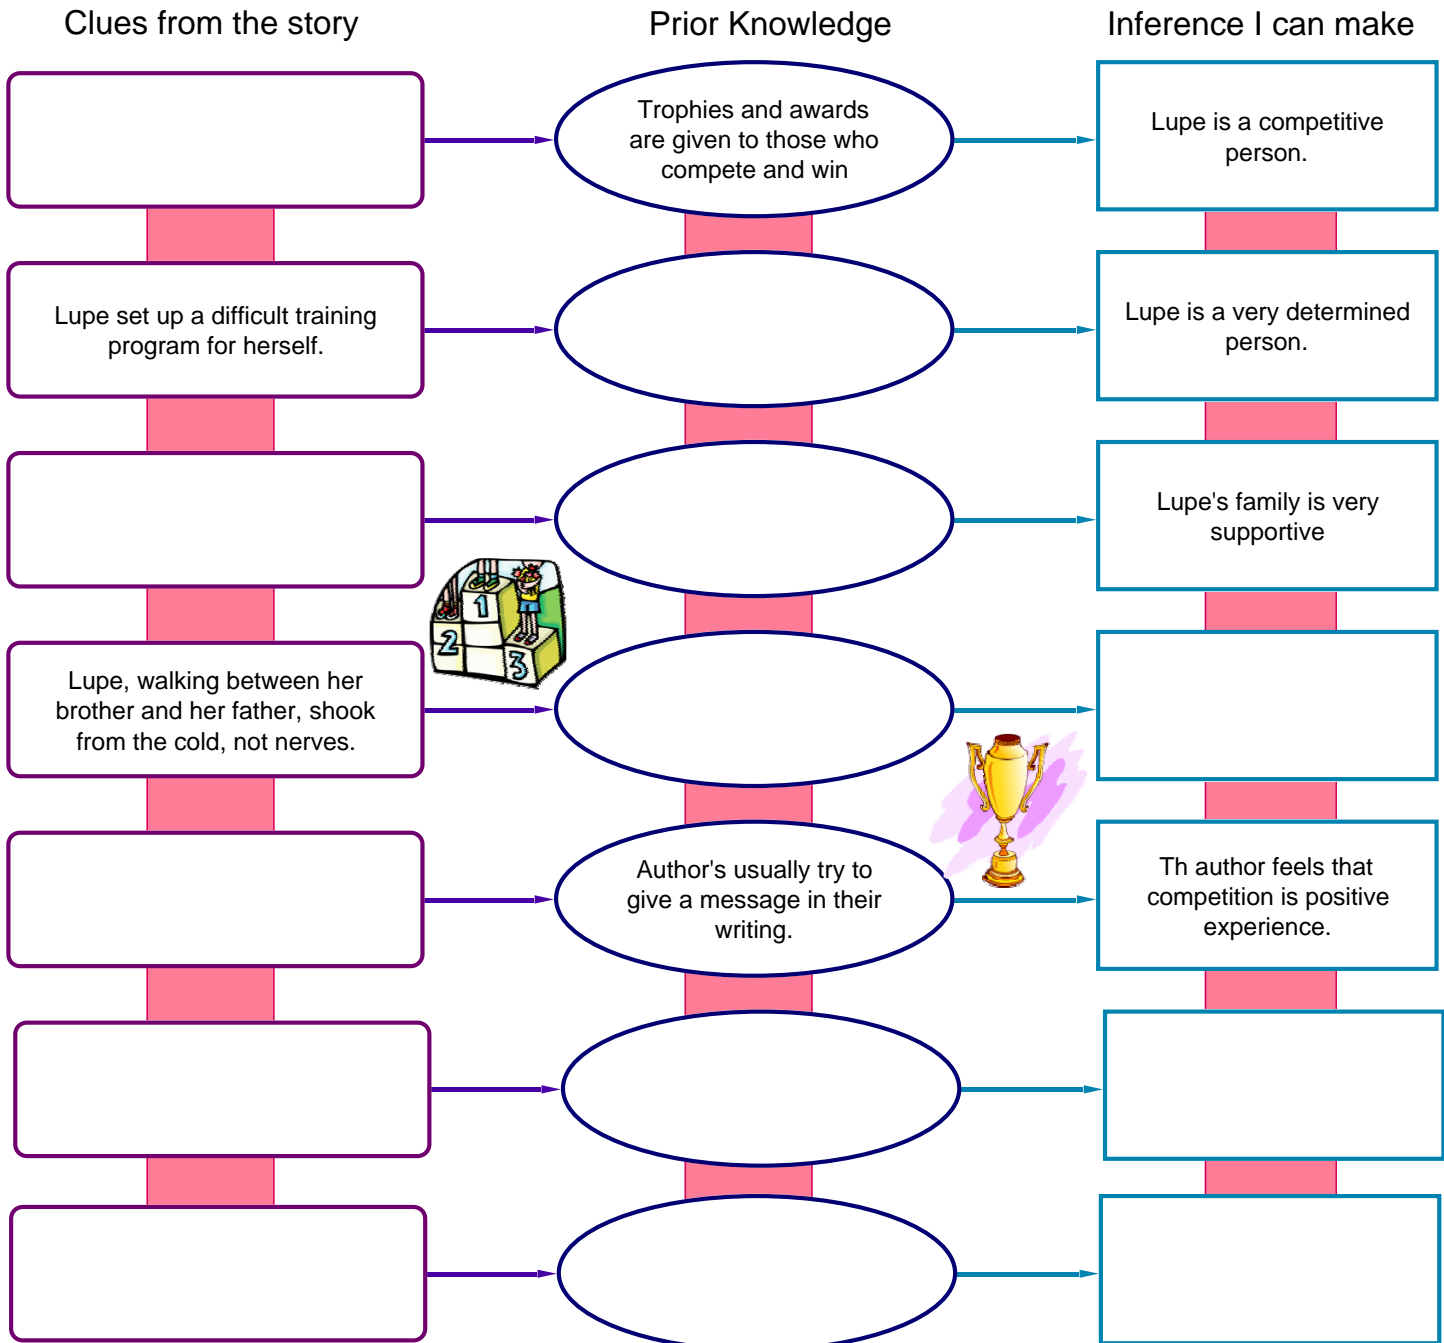 Clues from the story
Prior Knowledge
Inference I can make
Trophies and awards
are given to those who
compete and win
Lupe is a competitive
person.
Lupe set up a difficult training
program for herself.
Lupe is a very determined
person.
Lupe's family is very
supportive
1
2
3
Lupe, walking between her
brother and her father, shook
from the cold, not nerves.
Author's usually try to
give a message in their
writing.
Th author feels that
competition is positive
experience.